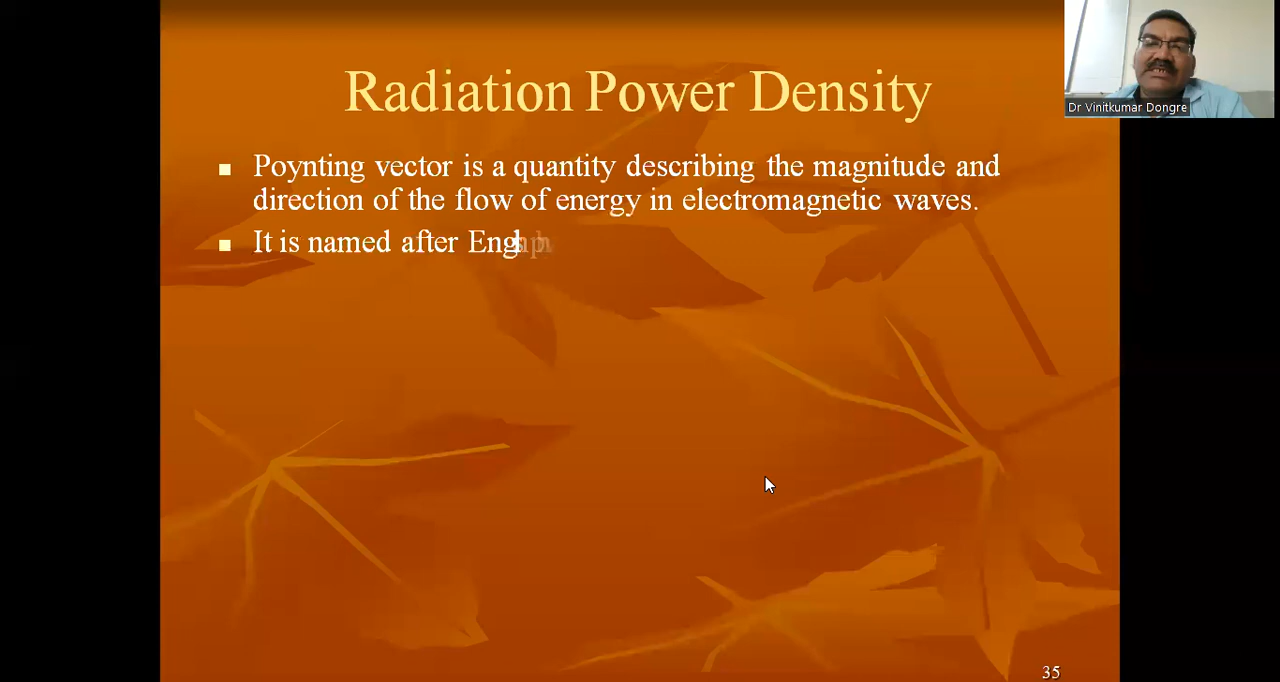 Radiation Power Density
Dr Vinitkumar Dongre
Poynting vector is a quantity describing the magnitude and
direction of the flow of energy in electromagnetic waves.
It is named after
35